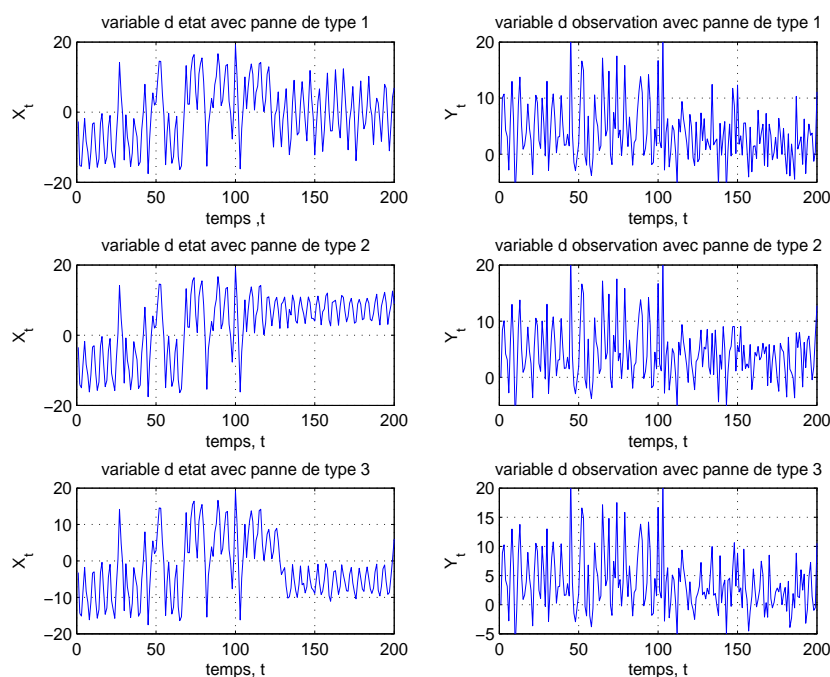 variable d etat avec panne de type 1
20
0
−20
X_t
0
50
100
150
200
temps ,t
variable d observation avec panne de type 1
20
10
0
Y_t
0
50
100
150
200
temps, t
variable d etat avec panne de type 2
20
0
−20
X_t
0
50
100
150
200
temps, t
variable d observation avec panne de type 2
20
10
0
Y_t
0
50
100
150
200
temps, t
variable d etat avec panne de type 3
20
10
0
−10
−20
X_t
0
50
100
150
200
temps, t
variable d observation avec panne de type 3
20
15
10
5
0
−5
Y_t
0
50
100
150
200
temps, t